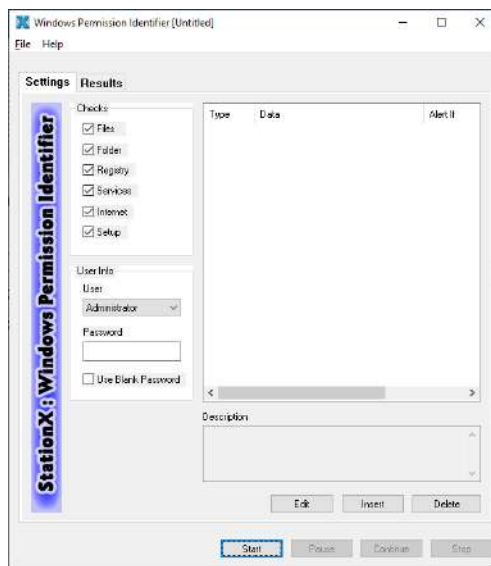 Windows Permission Identifier [Untitled]
File Help
Settings Results
StationX : Windows Permission Identifier
Checks
Files
Folder
Registry
Services
Internet
Setup
User Info
User
Administrator
Password
Use Blank Password
Type Data Alert If
Description
Edit Insert Delete
Start Pause Continue Stop